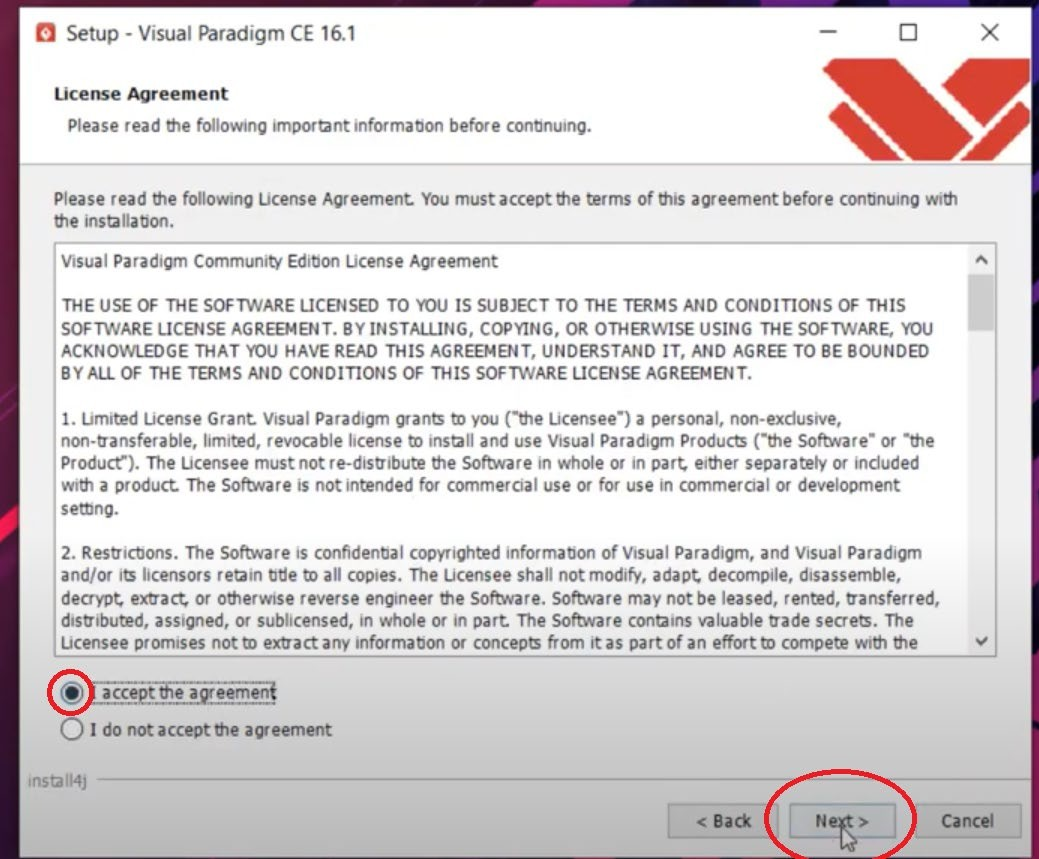 Setup - Visual Paradigm CE 16.1
License Agreement
Please read the following important information before continuing.
Please read the following License Agreement. You must accept the terms of this agreement before continuing with
the installation.
Visual Paradigm Community Edition License Agreement
THE USE OF THE SOFTWARE LICENSED TO YOU IS SUBJECT TO THE TERMS AND CONDITIONS OF THIS
SOFTWARE LICENSE AGREEMENT. BY INSTALLING, COPYING, OR OTHERWISE USING THE SOFTWARE, YOU
ACKNOWLEDGE THAT YOU HAVE READ THIS AGREEMENT, UNDERSTAND IT, AND AGREE TO BE BOUNDED
BY ALL OF THE TERMS AND CONDITIONS OF THIS SOFTWARE LICENSE AGREEMENT.
1. Limited License Grant. Visual Paradigm grants to you ("the Licensee") a personal, non-exclusive,
non-transferable, limited, revocable license to install and use Visual Paradigm Products ("the Software" or "the
Product"). The Licensee must not re-distribute the Software in whole or in part, either separately or included
with a product. The Software is not intended for commercial use or for use in commercial or development
setting.
2. Restrictions. The Software is confidential copyrighted information of Visual Paradigm, and Visual Paradigm
and/or its licensors retain title to all copies. The Licensee shall not modify, adapt, decompile, disassemble,
decrypt, extract, or otherwise reverse engineer the Software. Software may not be leased, rented, transferred,
distributed, assigned, or sublicensed, in whole or in part. The Software contains valuable trade secrets. The
Licensee promises not to extract any information or concepts from it as part of an effort to compete with the
I accept the agreement
I do not accept the agreement
install4j
< Back Next > Cancel